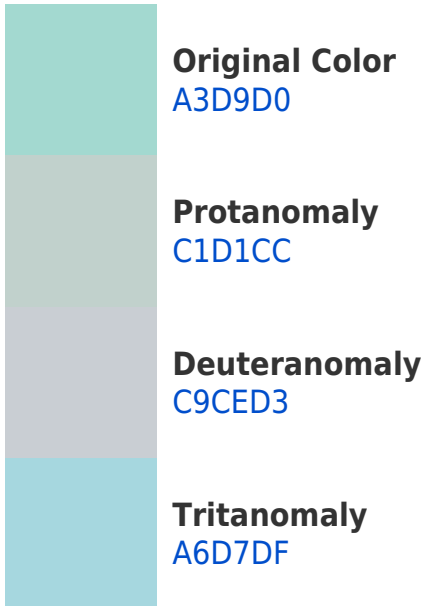 Original Color
A3D9D0
Protanomaly
C1D1CC
Deuteranomaly
C9CED3
Tritanomaly
A6D7DF